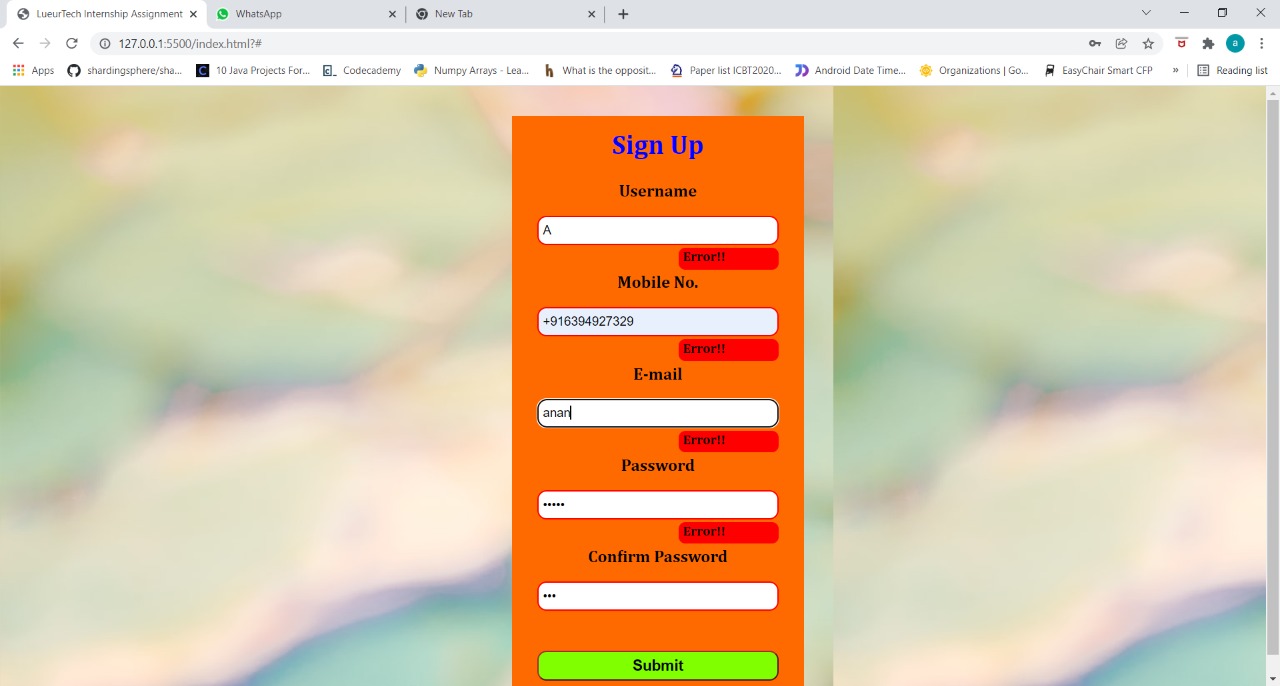 LueurTech Internship Assignment
WhatsApp
New Tab
127.0.0.1:5500/index.html?#
a
Apps
shardingsphere/sha...
10 Java Projects For...
Codecademy
Numpy Arrays - Lea...
What is the opposit...
Paper list ICBT2020...
Android Date Time...
Organizations | Go...
EasyChair Smart CFP
»
Reading list
Sign Up
Username
A
Error!!
Mobile No.
+916394927329
Error!!
E-mail
anan
Error!!
Password
•••••
Error!!
Confirm Password
•••
Submit